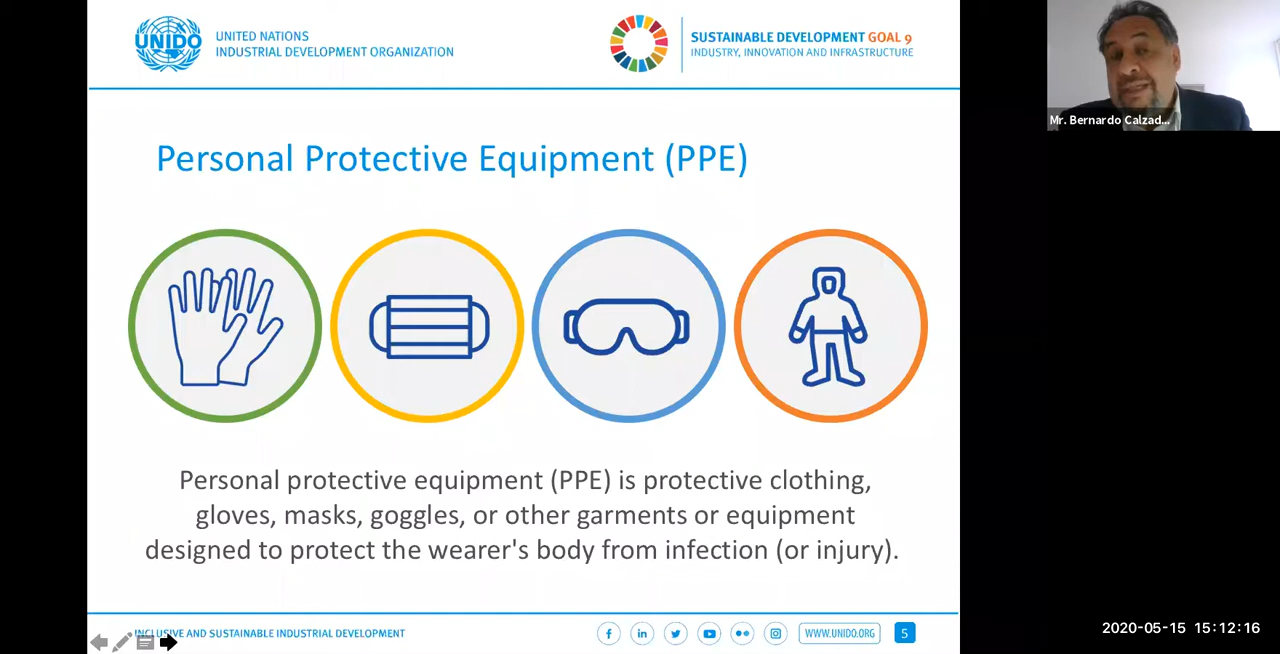 UNIDO
UNITED NATIONS
INDUSTRIAL DEVELOPMENT ORGANIZATION
SUSTAINABLE DEVELOPMENT GOAL 9
INDUSTRY, INNOVATION AND INFRASTRUCTURE
Mr. Bernardo Calzad...
Personal Protective Equipment (PPE)
Personal protective equipment (PPE) is protective clothing,
gloves, masks, goggles, or other garments or equipment
designed to protect the wearer's body from infection (or injury).
INCLUSIVE AND SUSTAINABLE INDUSTRIAL DEVELOPMENT
WWW.UNIDO.ORG
5
2020-05-15 15:12:16